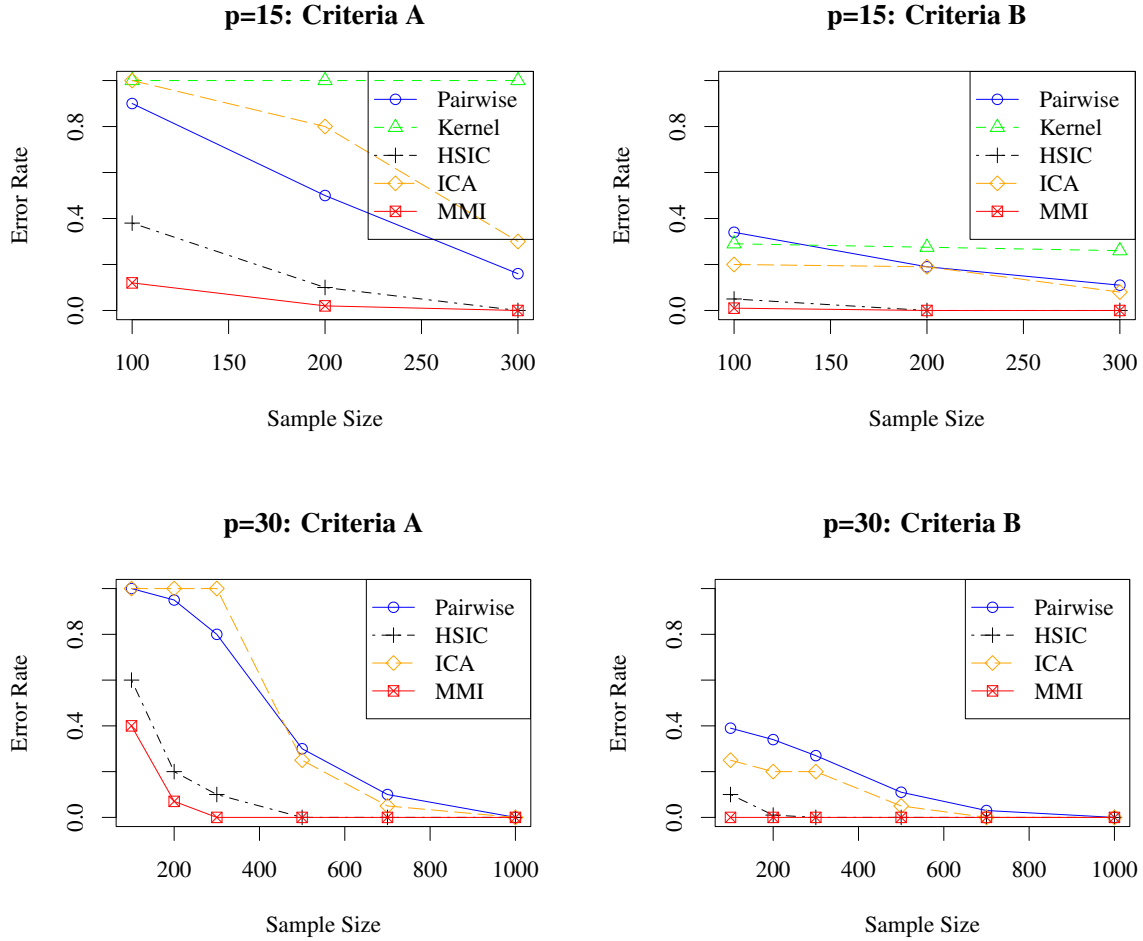 p=15: Criteria A
Error Rate
0.0 0.4 0.8
Pairwise
Kernel
HSIC
ICA
MMI
100 150 200 250 300
Sample Size
p=15: Criteria B
Error Rate
0.0 0.4 0.8
Pairwise
Kernel
HSIC
ICA
MMI
100 150 200 250 300
Sample Size
p=30: Criteria A
Error Rate
0.0 0.4 0.8
Pairwise
HSIC
ICA
MMI
200 400 600 800 1000
Sample Size
p=30: Criteria B
Error Rate
0.0 0.4 0.8
Pairwise
HSIC
ICA
MMI
200 400 600 800 1000
Sample Size